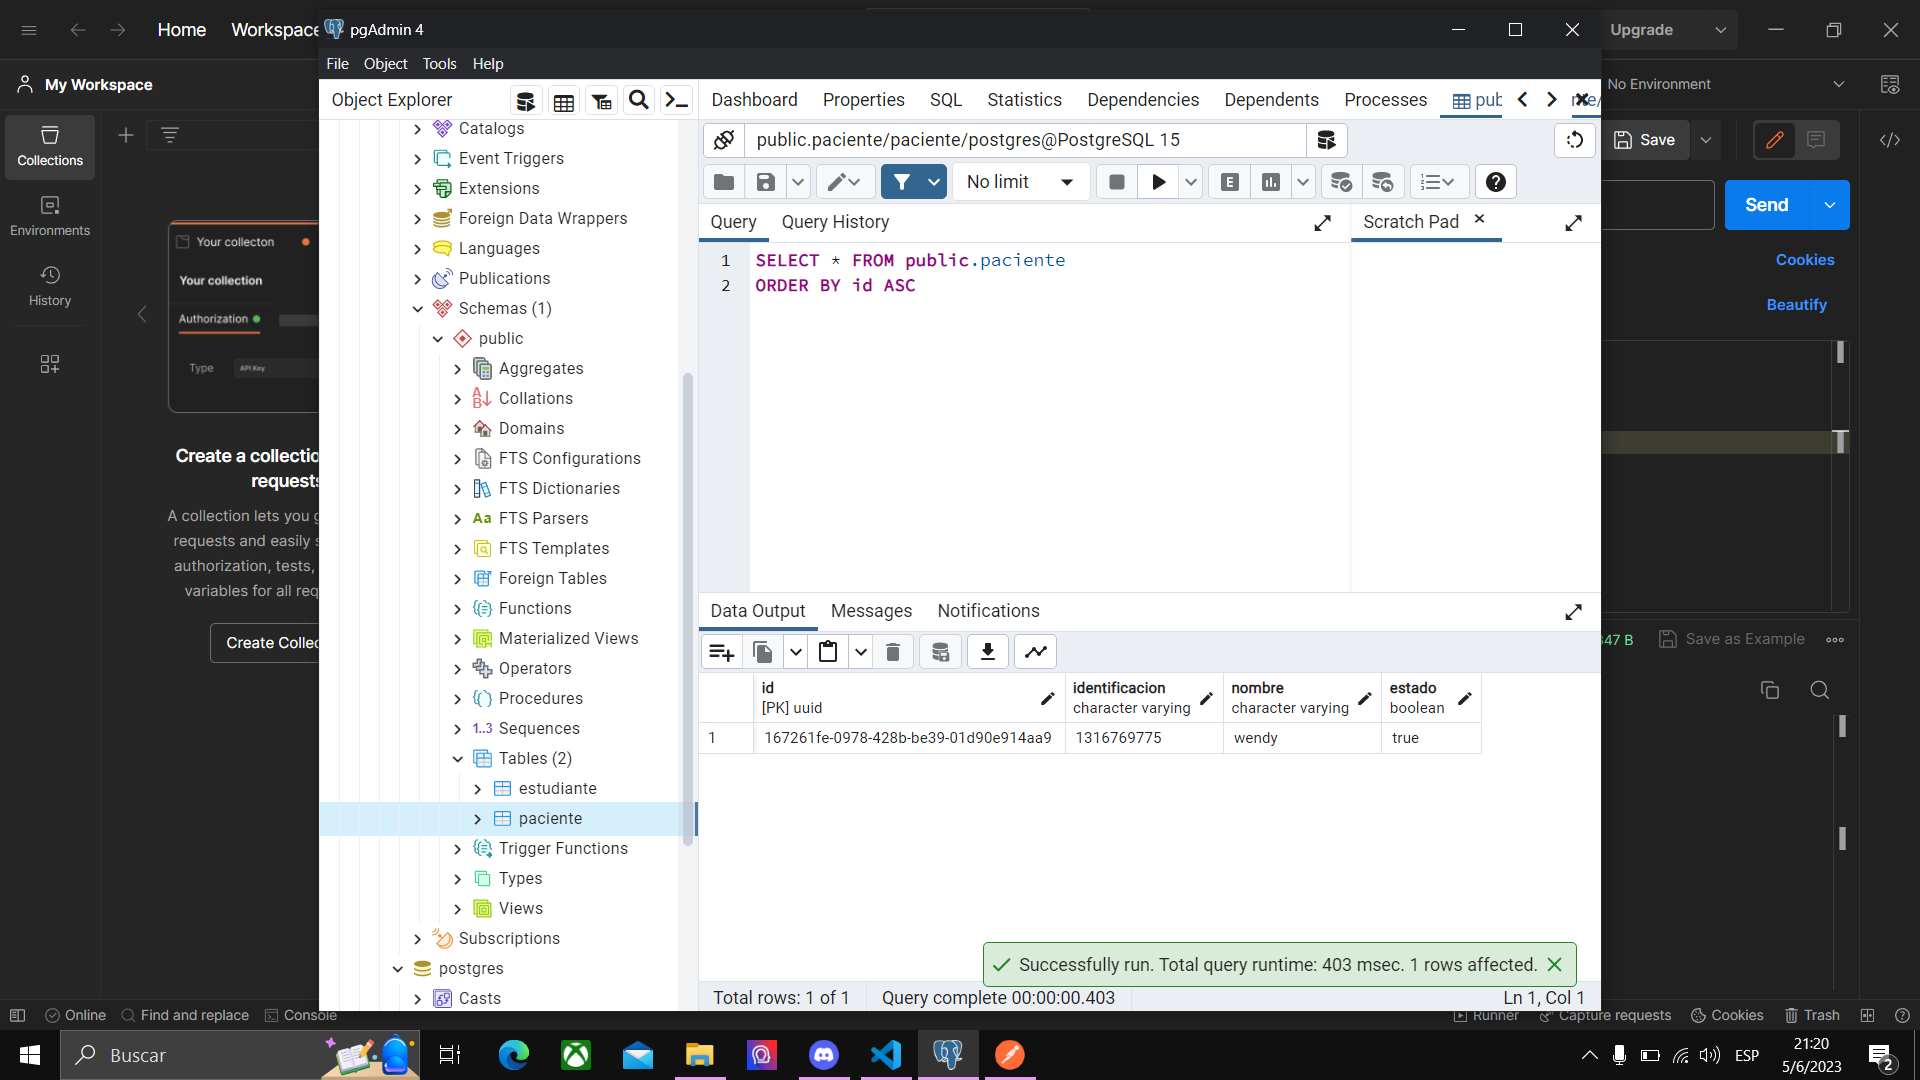 Home
Workspace
pgAdmin 4
Upgrade
File
Object
Tools
Help
My Workspace
No Environment
Object Explorer
Dashboard
Properties
SQL
Statistics
Dependencies
Dependents
Processes
pub
Collections
Environments
History
Your collecton
Your collection
Authorization
Type
API Key
Create a collectio
requests
A collection lets you g
requests and easily s
authorization, tests,
variables for all req
Create Collec
Catalogs
Event Triggers
Extensions
Foreign Data Wrappers
Languages
Publications
Schemas (1)
public
Aggregates
Collations
Domains
FTS Configurations
FTS Dictionaries
Aa FTS Parsers
FTS Templates
Foreign Tables
Functions
Materialized Views
Operators
Procedures
1..3 Sequences
Tables (2)
estudiante
paciente
Trigger Functions
Types
Views
Subscriptions
postgres
Casts
public.paciente/paciente/postgres@PostgreSQL 15
No limit
E
Save
Send
Cookies
Beautify
Query
Query History
Scratch Pad
1 SELECT * FROM public.paciente
2 ORDER BY id ASC
Data Output
Messages
Notifications
347 B
Save as Example
id
[PK] uuid
identificacion
character varying
nombre
character varying
estado
boolean
1
167261fe-0978-428b-be39-01d90e914aa9
1316769775
wendy
true
Successfully run. Total query runtime: 403 msec. 1 rows affected.
Total rows: 1 of 1
Query complete 00:00:00.403
Ln 1, Col 1
Online
Find and replace
Console
Runner
Capture requests
Cookies
Trash
Buscar
ESP
21:20
5/6/2023
2